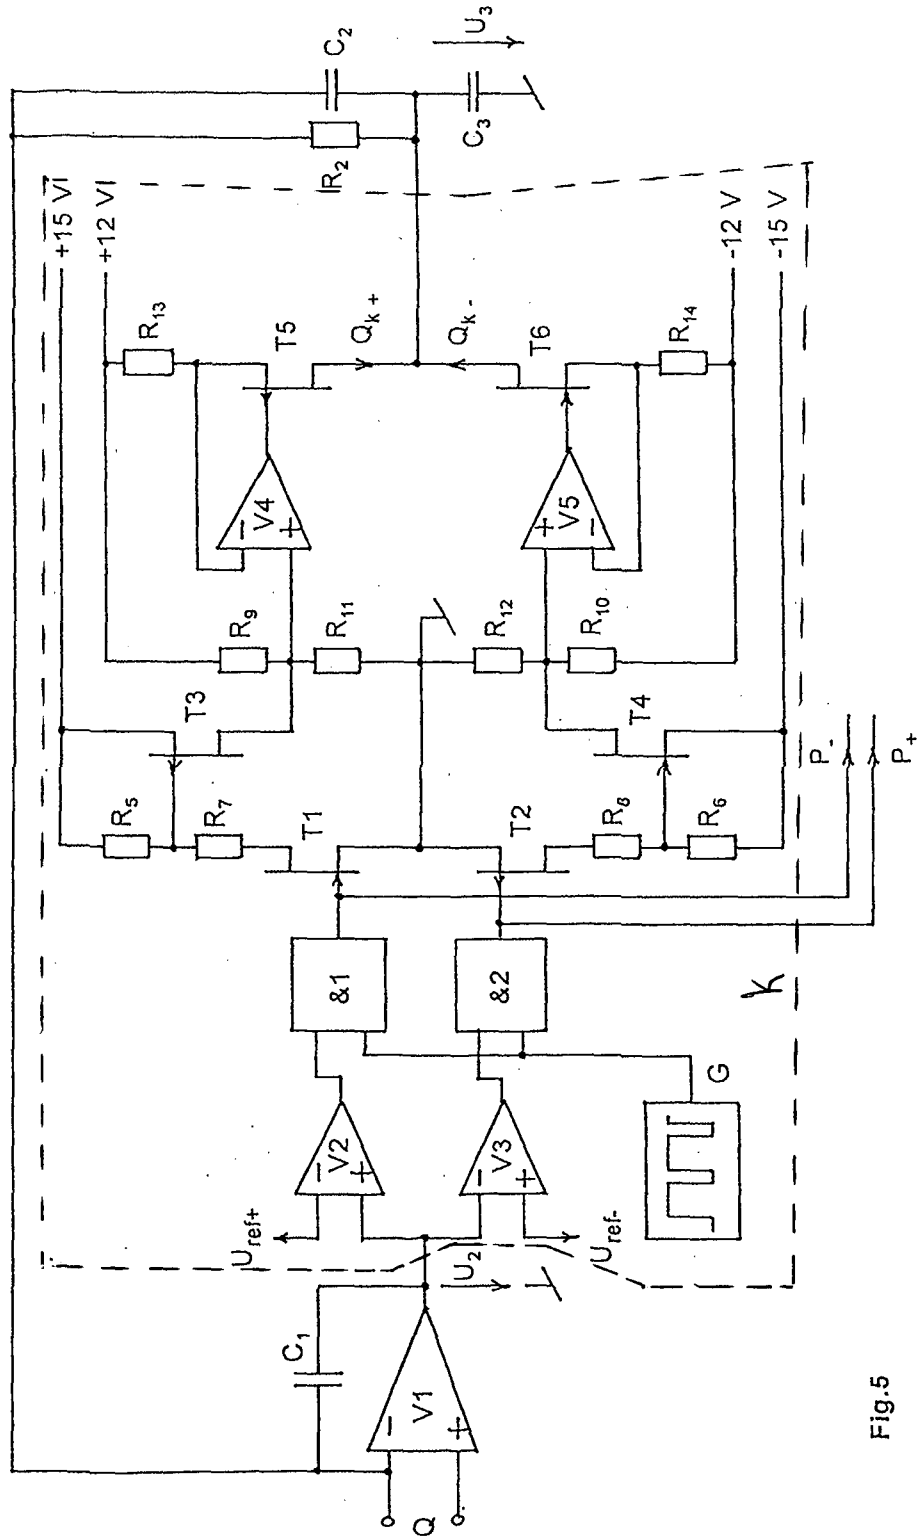 +15 V
+12 V
R13
T5
Qk+
Qk-
T6
R14
-12 V
-15 V
R2
C2
C3
U3
V4
-
+
V5
+
-
R9
R11
R12
R10
T3
T4
R5
R7
T1
T2
R8
R6
P-
P+
&1
&2
K
G
V2
-
+
V3
-
+
Uref+
Uref-
U2
C1
V1
-
+
Q
Fig.5